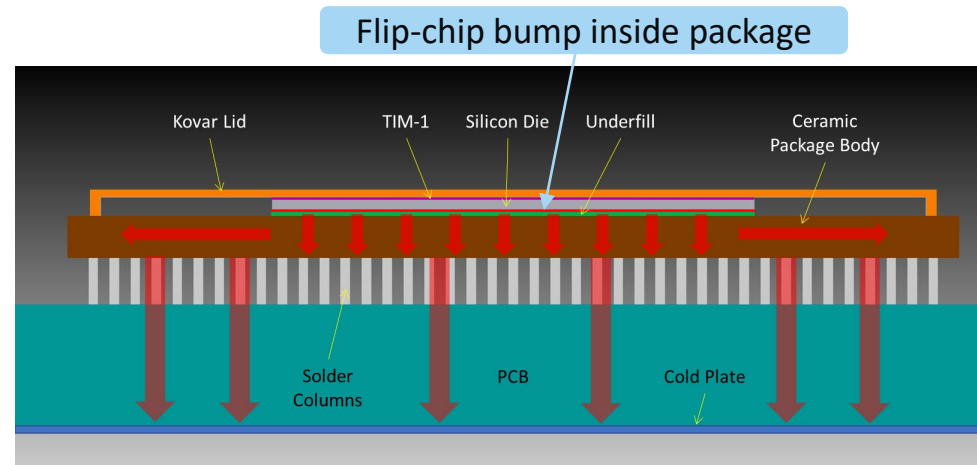 Flip-chip bump inside package
Kovar Lid
TIM-1
Silicon Die
Underfill
Ceramic
Package Body
Solder
Columns
PCB
Cold Plate